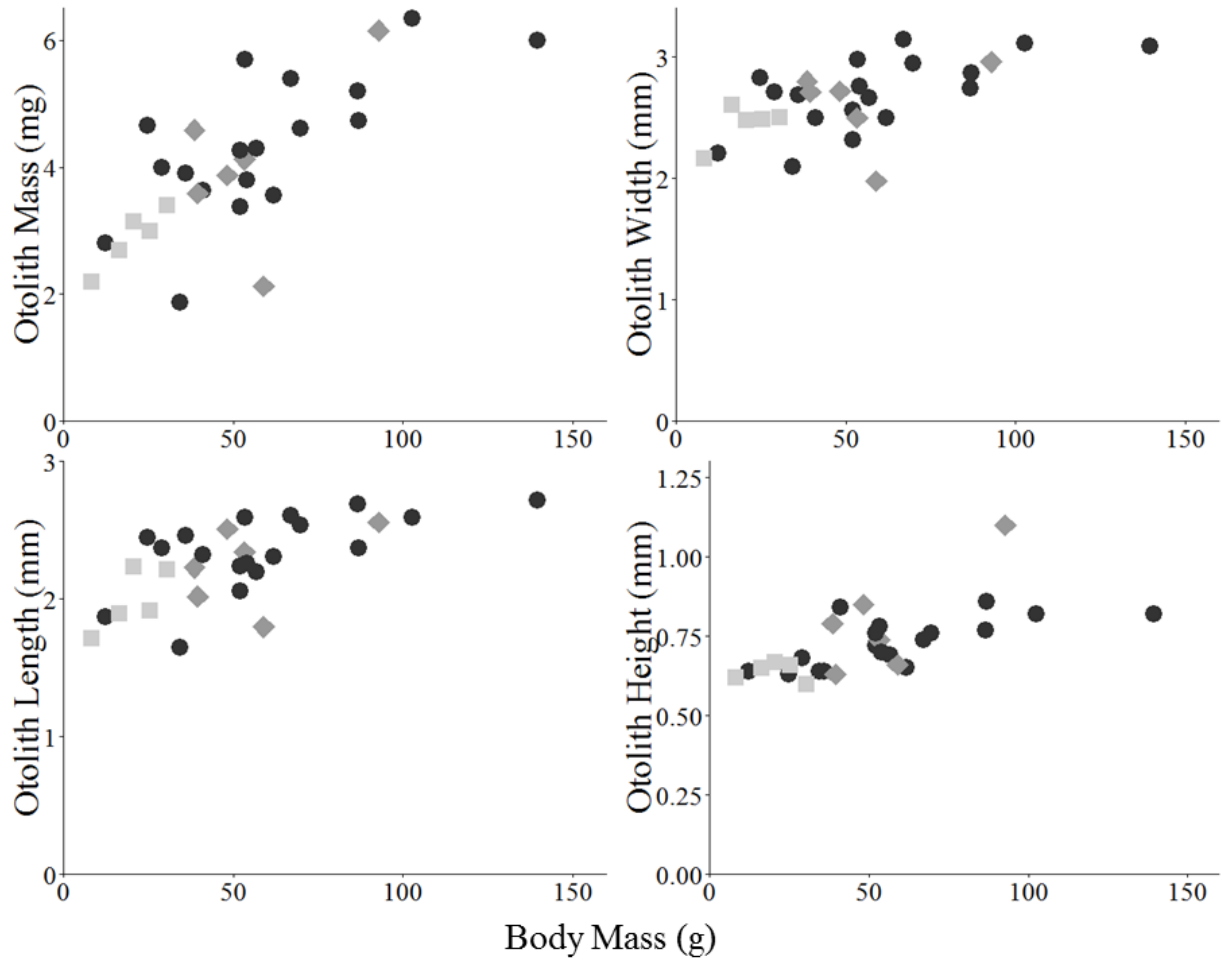 Otolith Mass (mg)
6
4
2
0
0 50 100 150
Otolith Width (mm)
3
2
1
0
0 50 100 150
Otolith Length (mm)
3
2
1
0
0 50 100 150
Otolith Height (mm)
1.25
1.00
0.75
0.50
0.25
0.00
0 50 100 150
Body Mass (g)